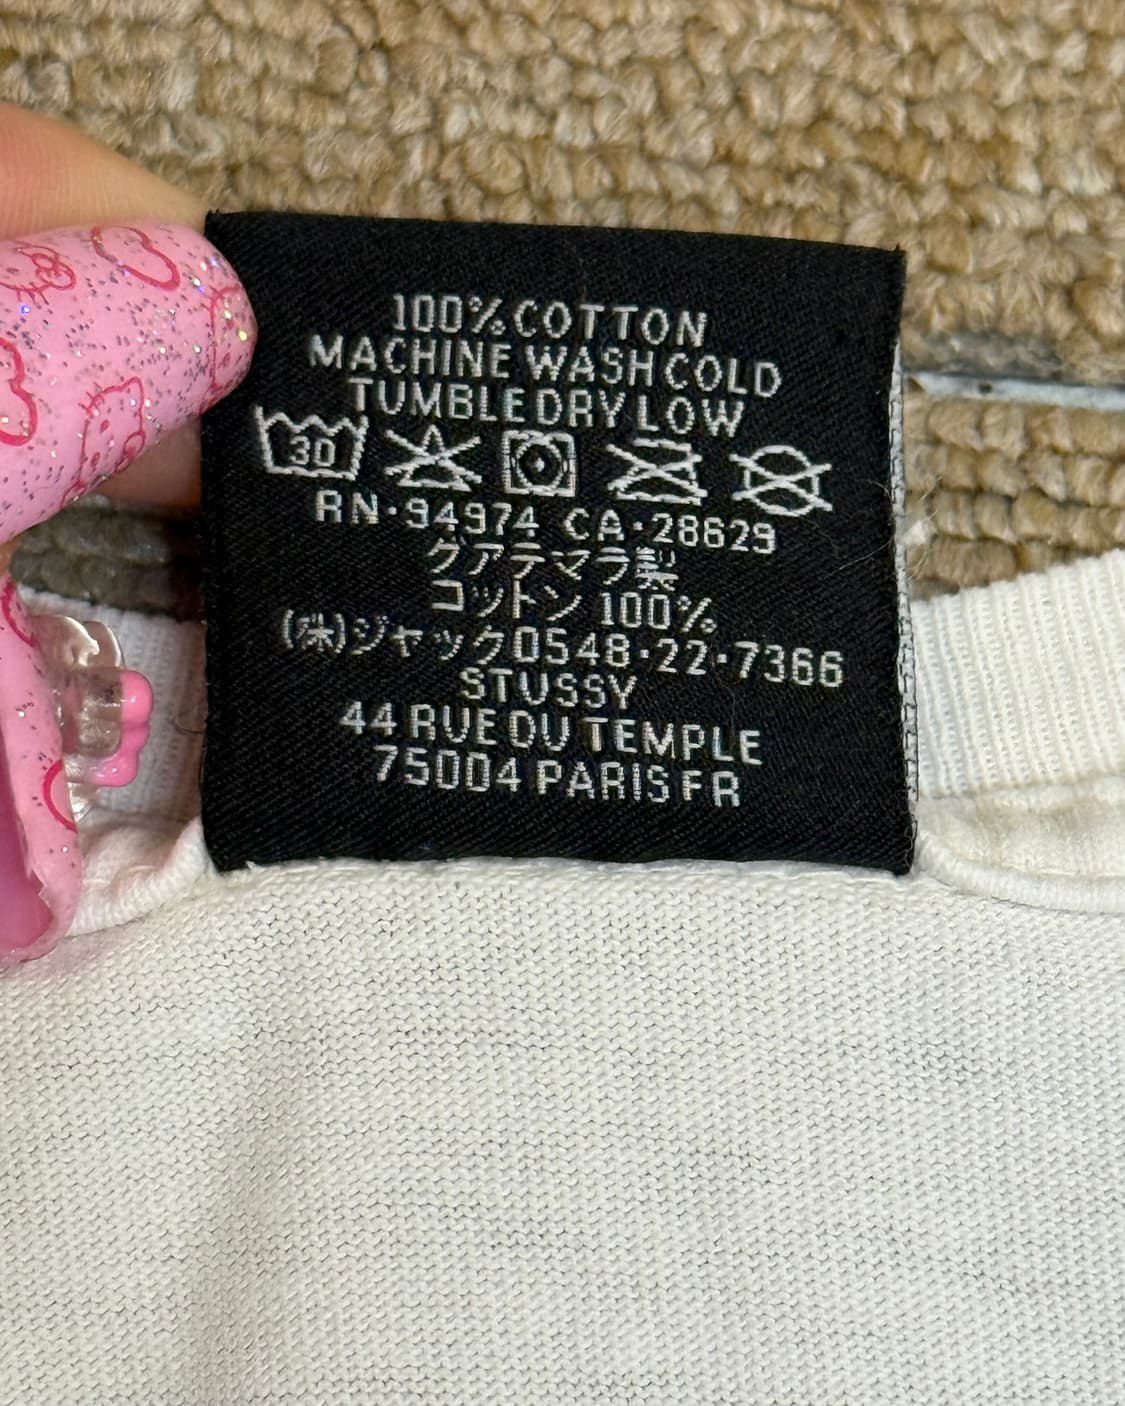 100% COTTON
MACHINE WASH COLD
TUMBLE DRY LOW
30
RN·94974 CA·28629
グアテマラ製
コットン 100%
(株)ジャック0548·22·7366
STUSSY
44 RUE DU TEMPLE
75004 PARIS FR